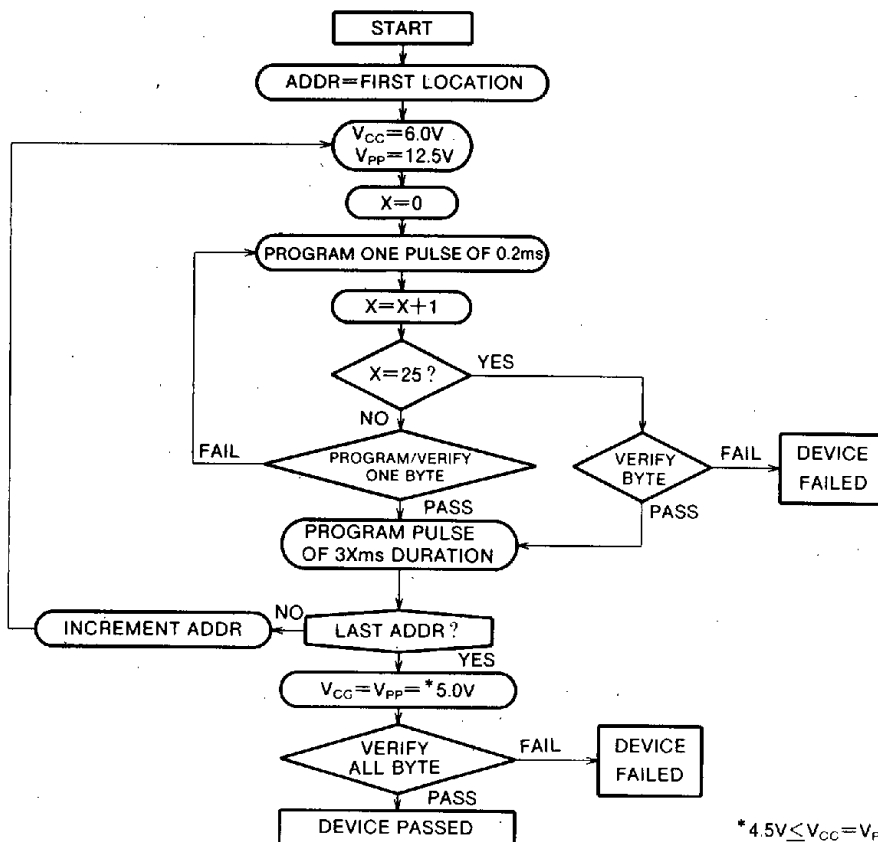 START
ADDR=FIRST LOCATION
VCC=6.0V
VPP=12.5V
X=0
PROGRAM ONE PULSE OF 0.2ms
X=X+1
X=25?
YES
NO
PROGRAM/VERIFY
ONE BYTE
FAIL
VERIFY
BYTE
FAIL
DEVICE
FAILED
PASS
PASS
PROGRAM PULSE
OF 3Xms DURATION
LAST ADDR?
NO
INCREMENT ADDR
YES
VCC=VPP=*5.0V
VERIFY
ALL BYTE
FAIL
DEVICE
FAILED
PASS
DEVICE PASSED
*4.5V≤VCC=